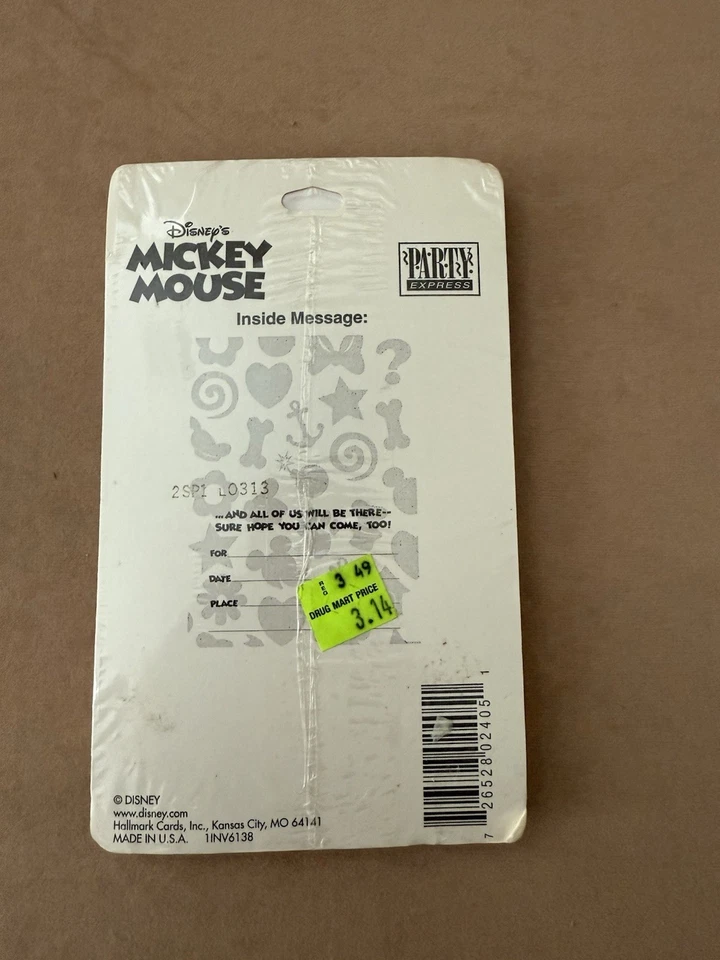 Disney's
MICKEY
MOUSE
PARTY
EXPRESS
Inside Message:
2SP1 L0313
...AND ALL OF US WILL BE THERE--
SURE HOPE YOU CAN COME, TOO!
FOR
DATE
PLACE
REG 3 49
DRUG MART PRICE
3.14
7 26528 02405 1
© DISNEY
www.disney.com
Hallmark Cards, Inc., Kansas City, MO 64141
MADE IN U.S.A. 1INV6138